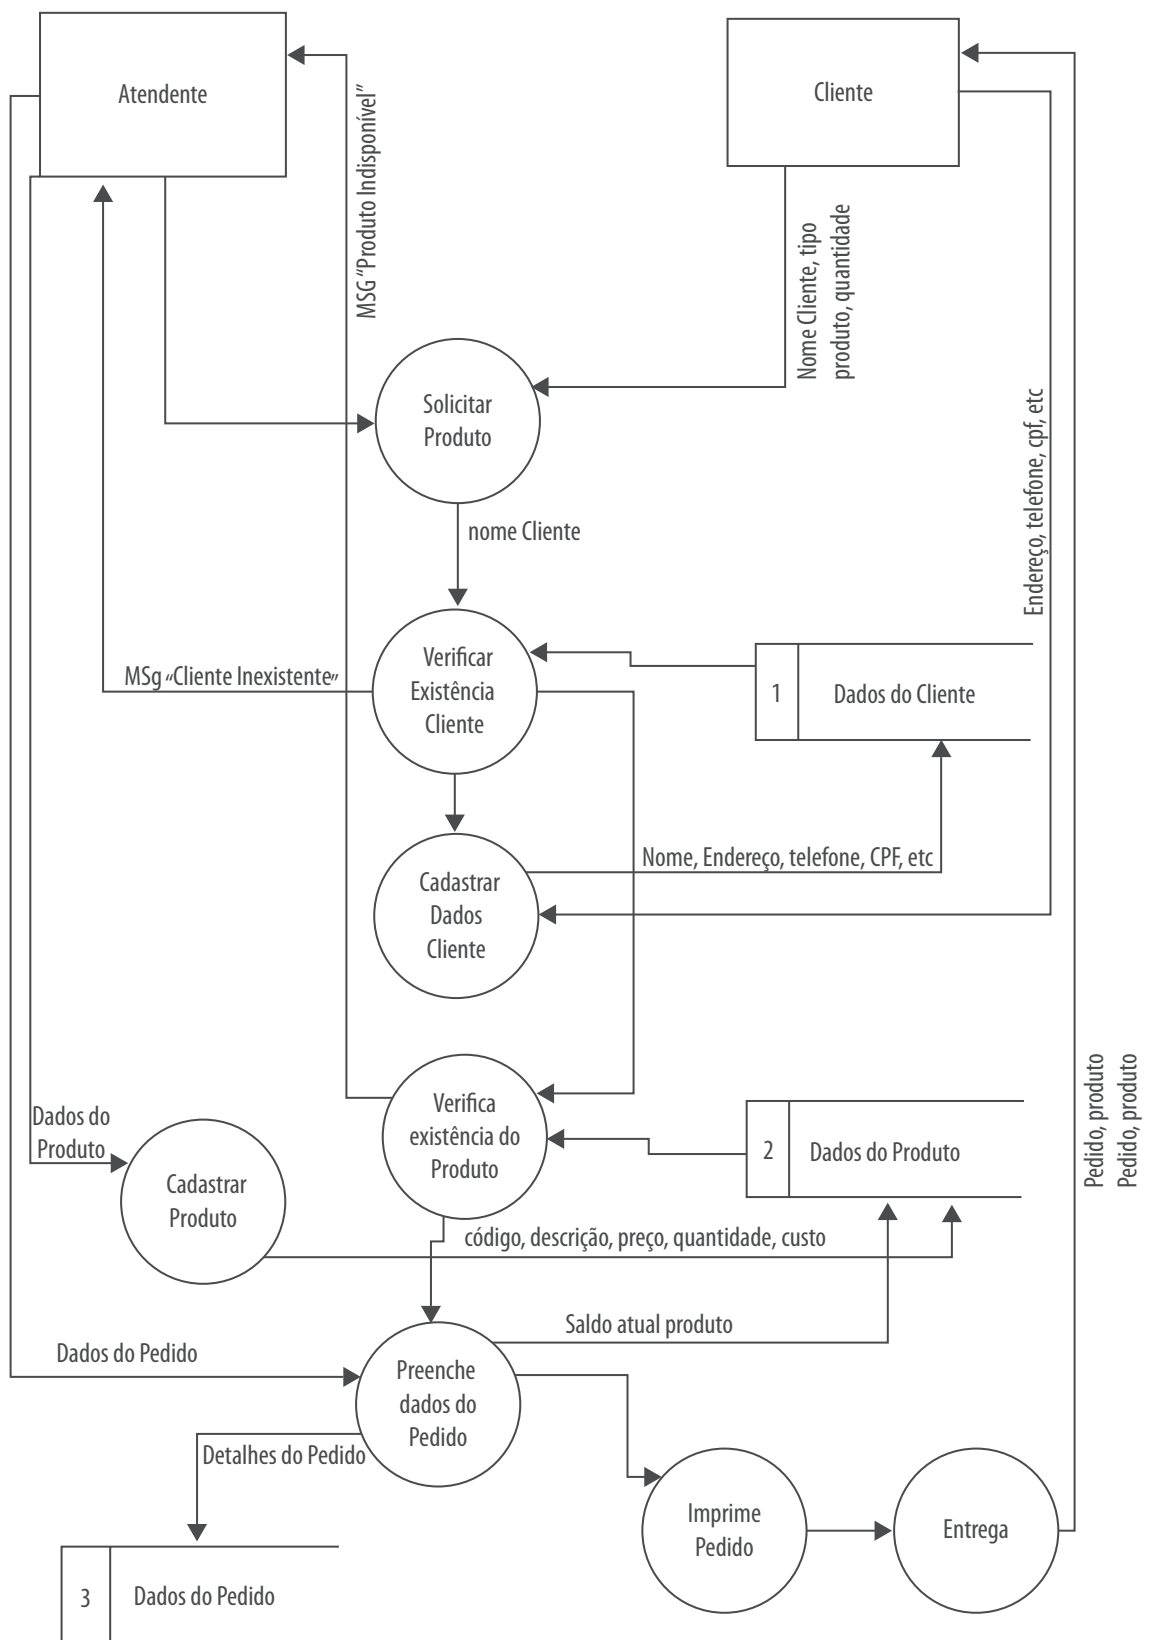 Atendente
Cliente
MSG “Produto Indisponível”
Nome Cliente, tipo
produto, quantidade
Solicitar
Produto
nome Cliente
Endereço, telefone, cpf, etc
Verificar
Existência
Cliente
MSg “Cliente Inexistente”
1
Dados do Cliente
Nome, Endereço, telefone, CPF, etc
Cadastrar
Dados
Cliente
Pedido, produto
Pedido, produto
Dados do
Produto
Cadastrar
Produto
Verifica
existência do
Produto
2
Dados do Produto
código, descrição, preço, quantidade, custo
Saldo atual produto
Dados do Pedido
Preenche
dados do
Pedido
Detalhes do Pedido
Imprime
Pedido
Entrega
3
Dados do Pedido